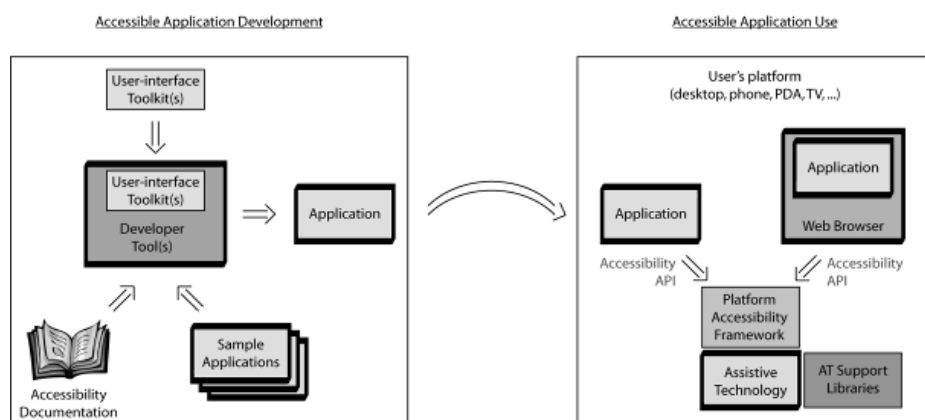 Accessible Application Development
Accessible Application Use
User-interface
Toolkit(s)
User-interface
Toolkit(s)
Developer
Tool(s)
Application
Accessibility
Documentation
Sample
Applications
User's platform
(desktop, phone, PDA, TV, ...)
Application
Application
Web Browser
Accessibility
API
Accessibility
API
Platform
Accessibility
Framework
Assistive
Technology
AT Support
Libraries